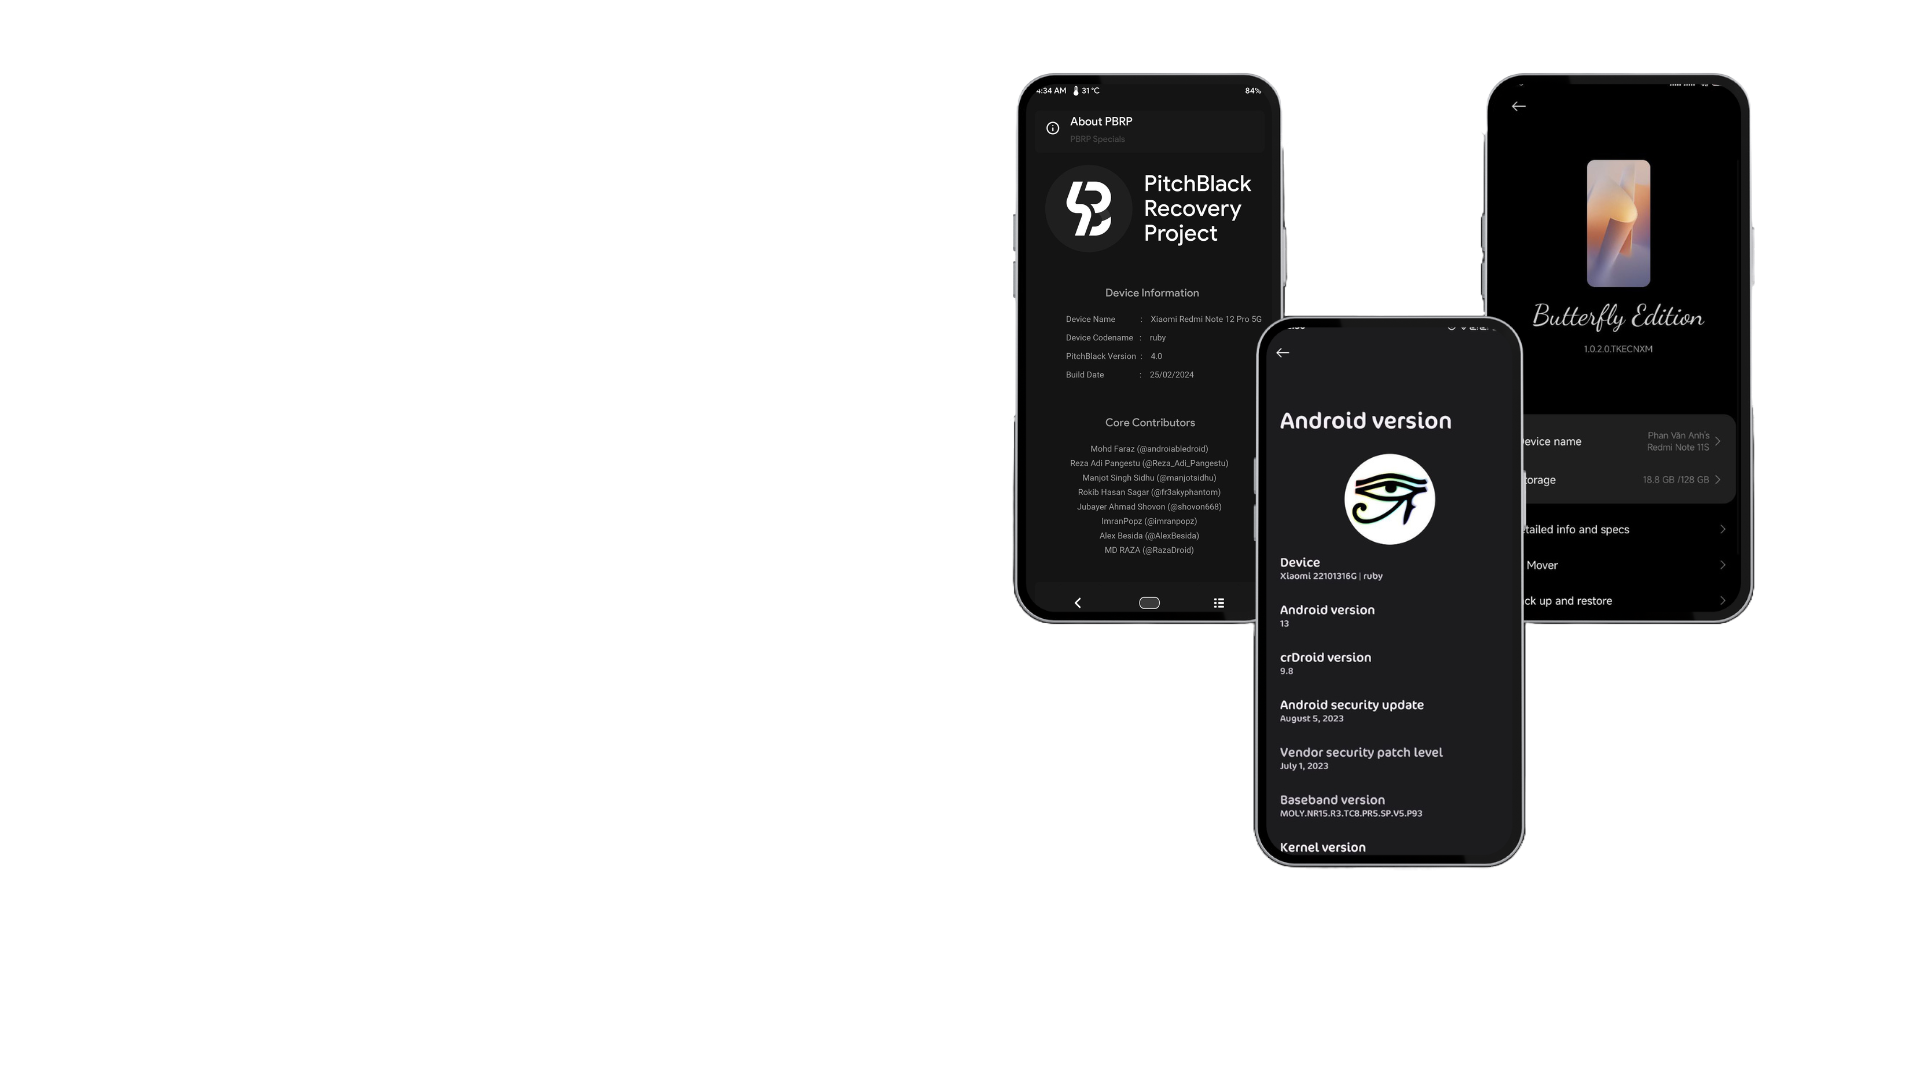 4:34 AM 31 °C 84%
About PBRP
PBRP Specials
PitchBlack
Recovery
Project
Device Information
Device Name : Xiaomi Redmi Note 12 Pro 5G
Device Codename : ruby
PitchBlack Version : 4.0
Build Date : 25/02/2024
Core Contributors
Mohd Faraz (@androiabledroid)
Reza Adi Pangestu (@Reza_Adi_Pangestu)
Manjot Singh Sidhu (@manjotsidhu)
Rokib Hasan Sagar (@fr3akyphantom)
Jubayer Ahmad Shovon (@shovon668)
ImranPopz (@imranpopz)
Alex Besida (@AlexBesida)
MD RAZA (@RazaDroid)
Android version
Device
Xiaomi 22101316G | ruby
Android version
13
crDroid version
9.8
Android security update
August 5, 2023
Vendor security patch level
July 1, 2023
Baseband version
MOLY.NR15.R3.TC8.PR5.SP.V5.P93
Kernel version
Butterfly Edition
1.0.2.0.TKECNXM
evice name
Phan Văn Anh's
Redmi Note 11S
orage 18.8 GB /128 GB
tailed info and specs
Mover
ck up and restore